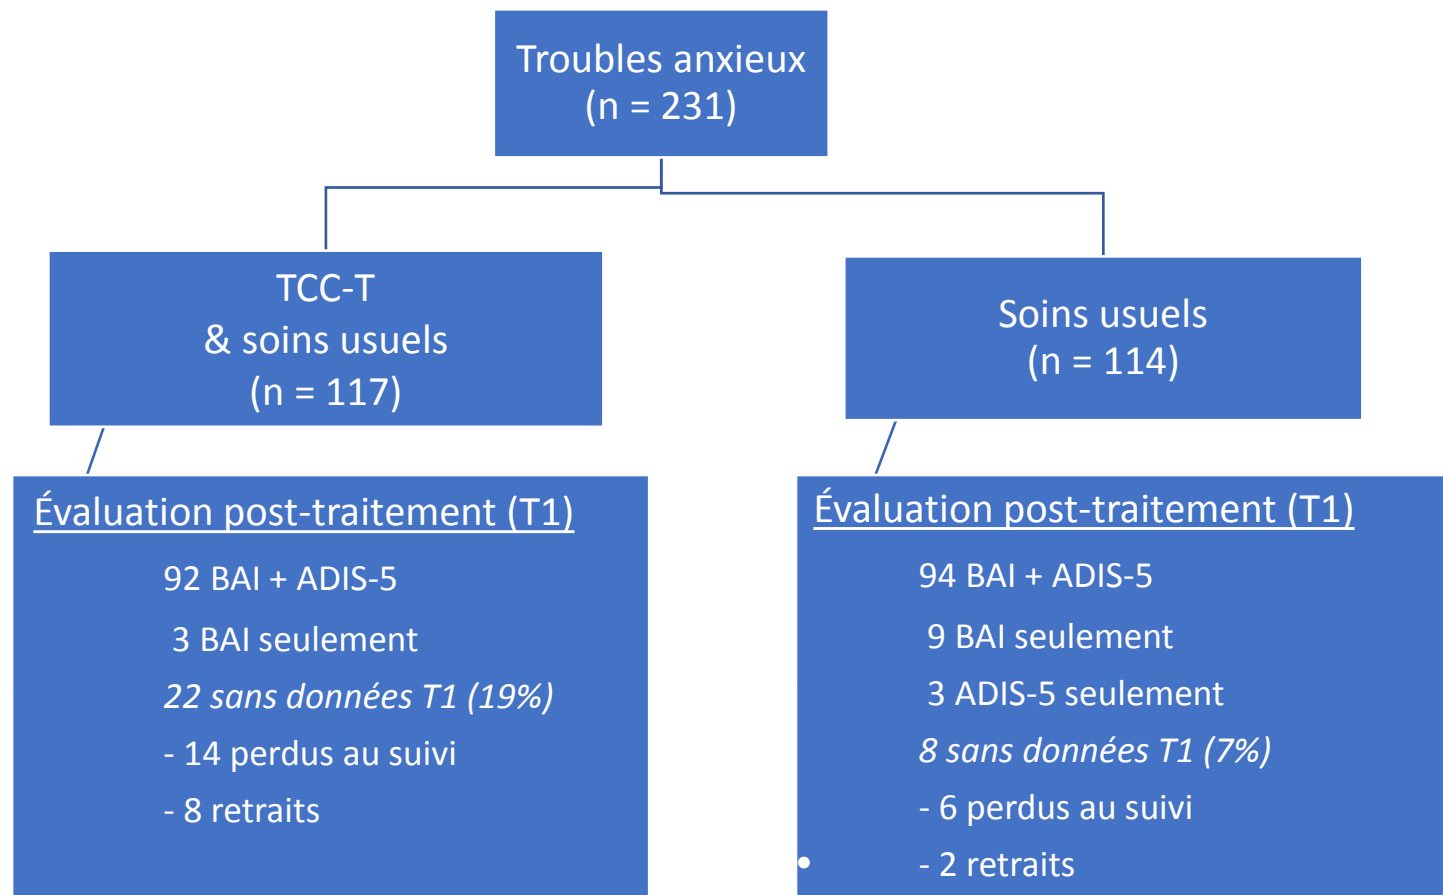 Troubles anxieux
(n = 231)
TCC-T
& soins usuels
(n = 117)
Soins usuels
(n = 114)
Évaluation post-traitement (T1)
92 BAI + ADIS-5
3 BAI seulement
22 sans données T1 (19%)
- 14 perdus au suivi
- 8 retraits
Évaluation post-traitement (T1)
94 BAI + ADIS-5
9 BAI seulement
3 ADIS-5 seulement
8 sans données T1 (7%)
- 6 perdus au suivi
• - 2 retraits